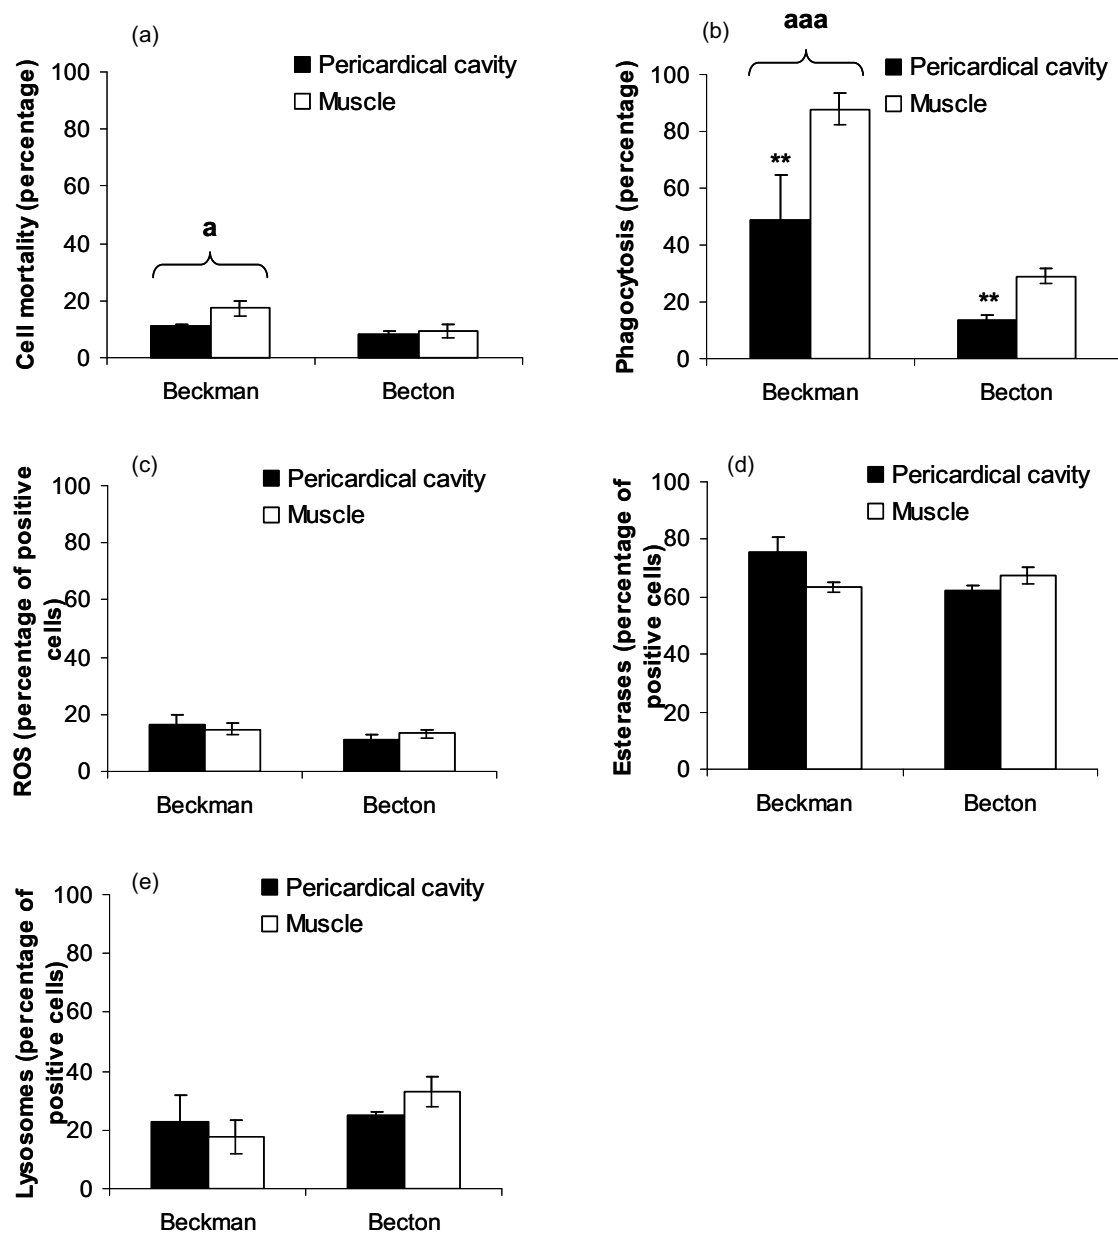 (a)
Cell mortality (percentage)
100
80
60
40
20
0
Pericardical cavity
Muscle
a
Beckman
Becton
(b)
Phagocytosis (percentage)
100
80
60
40
20
0
aaa
Pericardical cavity
Muscle
**
**
Beckman
Becton
(c)
ROS (percentage of positive
cells)
100
80
60
40
20
0
Pericardical cavity
Muscle
Beckman
Becton
(d)
Esterases (percentage of
positive cells)
100
80
60
40
20
0
Pericardical cavity
Muscle
Beckman
Becton
(e)
Lysosomes (percentage of
positive cells)
100
80
60
40
20
0
Pericardical cavity
Muscle
Beckman
Becton